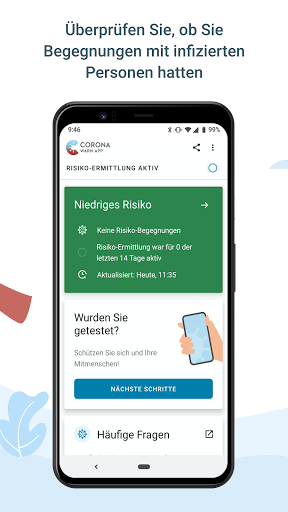 Überprüfen Sie, ob Sie
Begegnungen mit infizierten
Personen hatten
9:46
99%
CORONA
WARN APP
RISIKO-ERMITTLUNG AKTIV
Niedriges Risiko
Keine Risiko-Begegnungen
Risiko-Ermittlung war für 0 der
letzten 14 Tage aktiv
Aktualisiert: Heute, 11:35
Wurden Sie
getestet?
Schützen Sie sich und Ihre
Mitmenschen!
NÄCHSTE SCHRITTE
Häufige Fragen